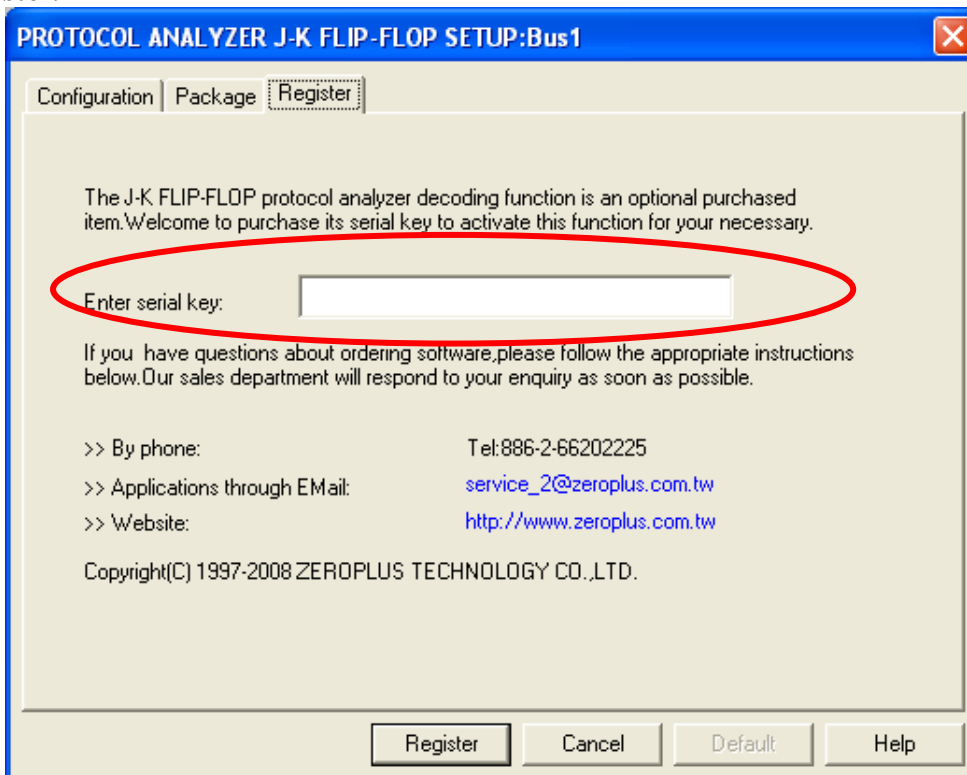 PROTOCOL ANALYZER J-K FLIP-FLOP SETUP:Bus1
Configuration Package Register
The J-K FLIP-FLOP protocol analyzer decoding function is an optional purchased
item.Welcome to purchase its serial key to activate this function for your necessary.
Enter serial key:
If you have questions about ordering software,please follow the appropriate instructions
below.Our sales department will respond to your enquiry as soon as possible.
>> By phone: Tel:886-2-66202225
>> Applications through EMail: service_2@zeroplus.com.tw
>> Website: http://www.zeroplus.com.tw
Copyright(C) 1997-2008 ZEROPLUS TECHNOLOGY CO.,LTD.
Register Cancel Default Help